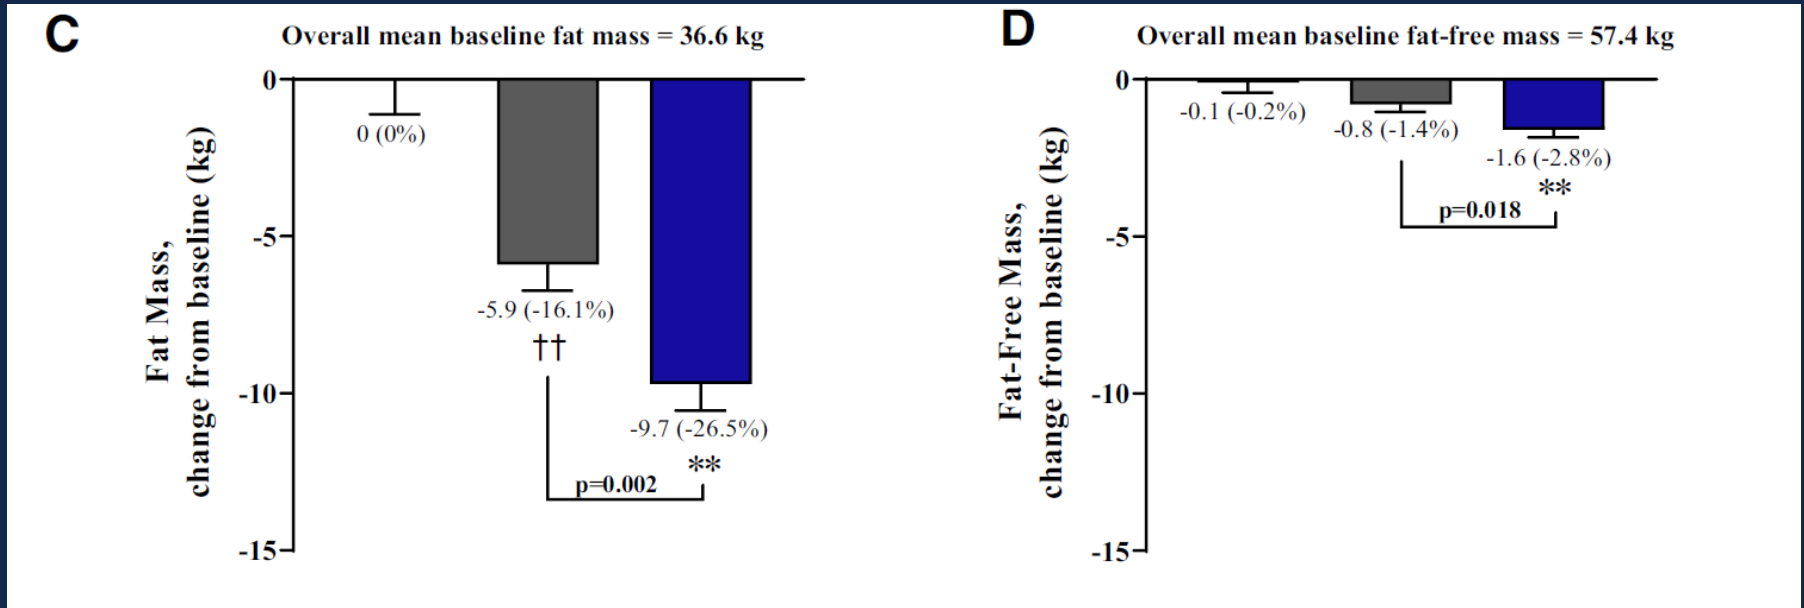 C
Overall mean baseline fat mass = 36.6 kg
Fat Mass,
change from baseline (kg)
0
-5
-10
-15
0 (0%)
-5.9 (-16.1%)
††
-9.7 (-26.5%)
**
p=0.002
D
Overall mean baseline fat-free mass = 57.4 kg
Fat-Free Mass,
change from baseline (kg)
0
-5
-10
-15
-0.1 (-0.2%)
-0.8 (-1.4%)
-1.6 (-2.8%)
**
p=0.018